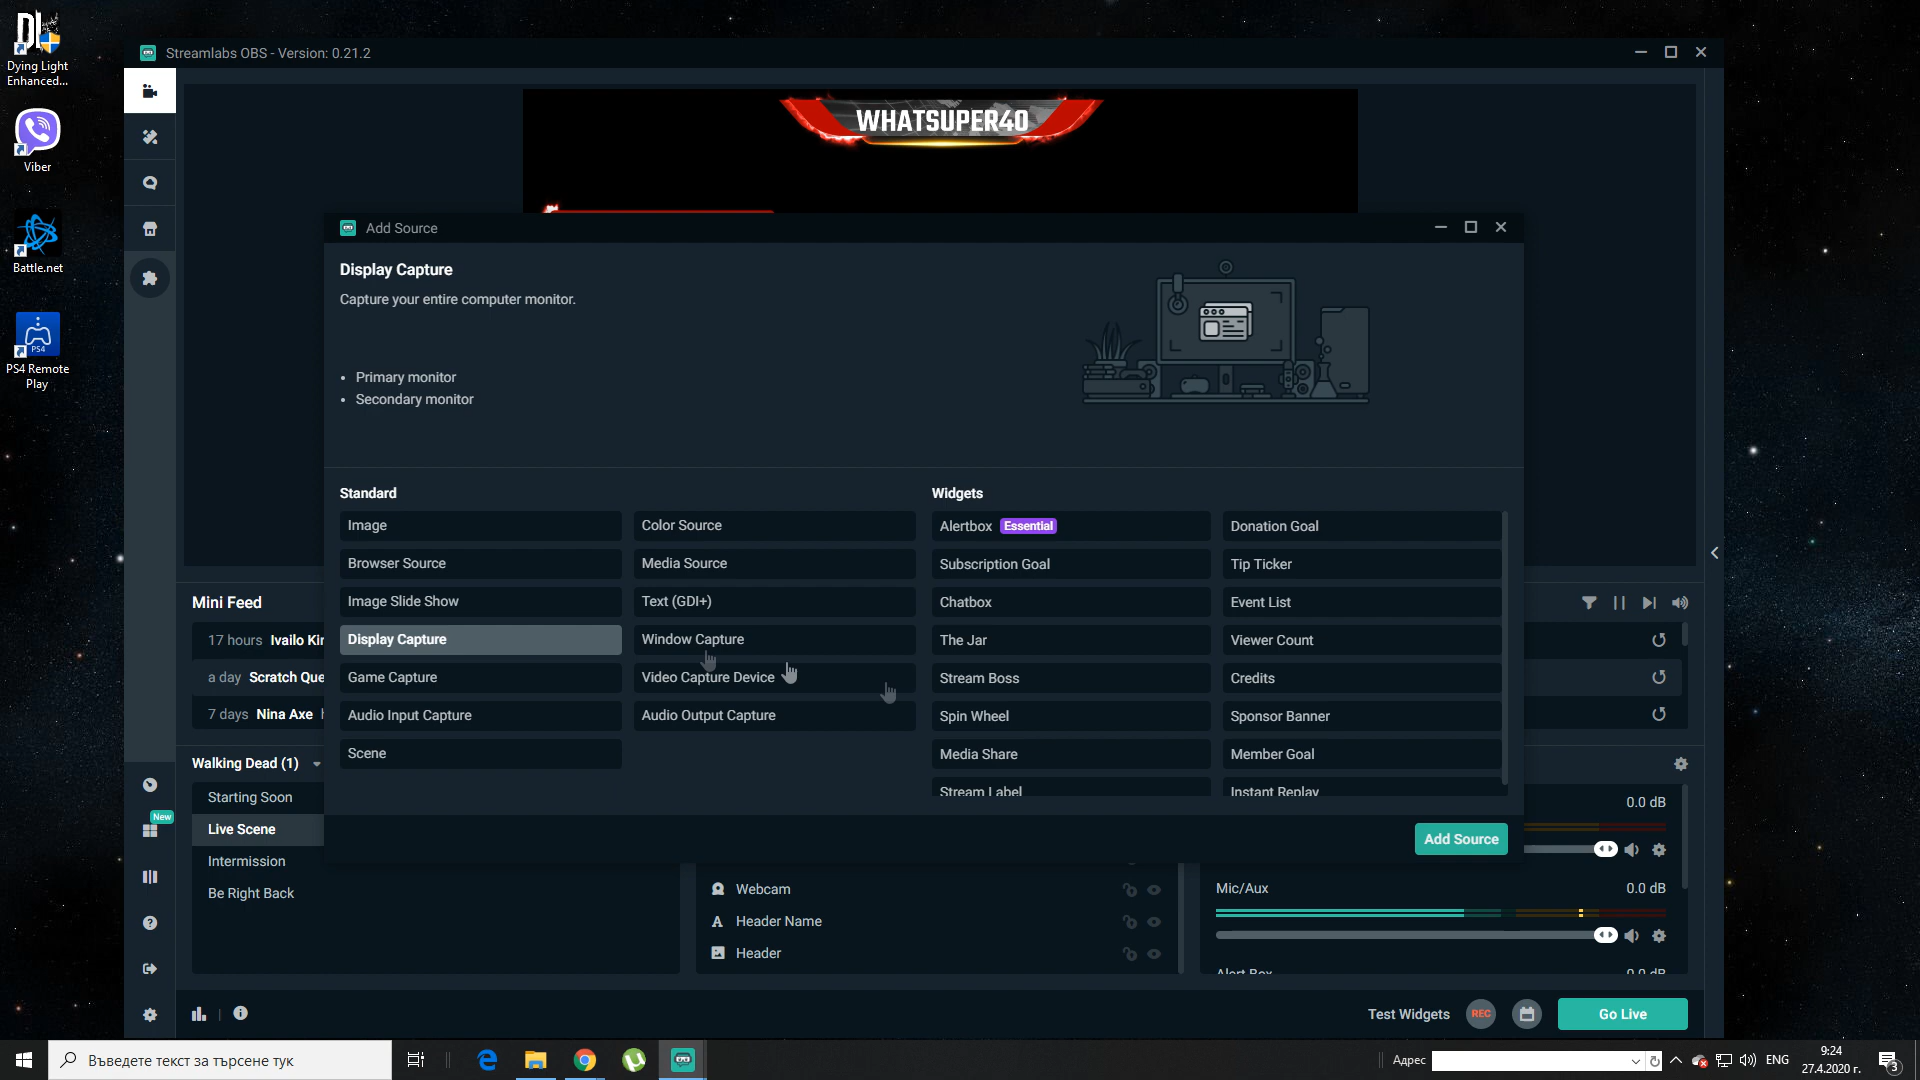 Dying Light
Enhanced...
Viber
Battle.net
PS4
PS4 Remote
Play
Streamlabs OBS - Version: 0.21.2
WHATSUPER40
Add Source
Display Capture
Capture your entire computer monitor.
• Primary monitor
• Secondary monitor
Standard
Image
Color Source
Browser Source
Media Source
Image Slide Show
Text (GDI+)
Display Capture
Window Capture
Game Capture
Video Capture Device
Audio Input Capture
Audio Output Capture
Scene
Widgets
Alertbox Essential
Donation Goal
Subscription Goal
Tip Ticker
Chatbox
Event List
The Jar
Viewer Count
Stream Boss
Credits
Spin Wheel
Sponsor Banner
Media Share
Member Goal
Stream Label
Instant Replay
Add Source
Mini Feed
17 hours Ivailo Kir
a day Scratch Que
7 days Nina Axe
Walking Dead (1)
Starting Soon
Live Scene
Intermission
Be Right Back
New
Webcam
Header Name
Header
0.0 dB
Mic/Aux 0.0 dB
Alert Box 0.0 dB
Test Widgets
REC
Go Live
Въведете текст за търсене тук
Адрес
ENG
9:24
27.4.2020 г.
3